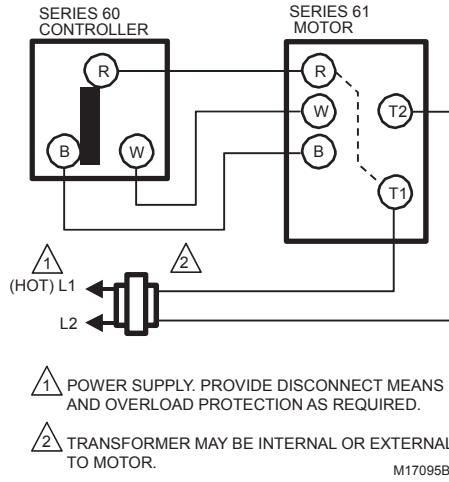 SERIES 60
CONTROLLER
SERIES 61
MOTOR
R
B
W
R
W
B
T2
T1
1
2
(HOT) L1
L2
1 POWER SUPPLY. PROVIDE DISCONNECT MEANS
AND OVERLOAD PROTECTION AS REQUIRED.
2 TRANSFORMER MAY BE INTERNAL OR EXTERNAL
TO MOTOR.
M17095B